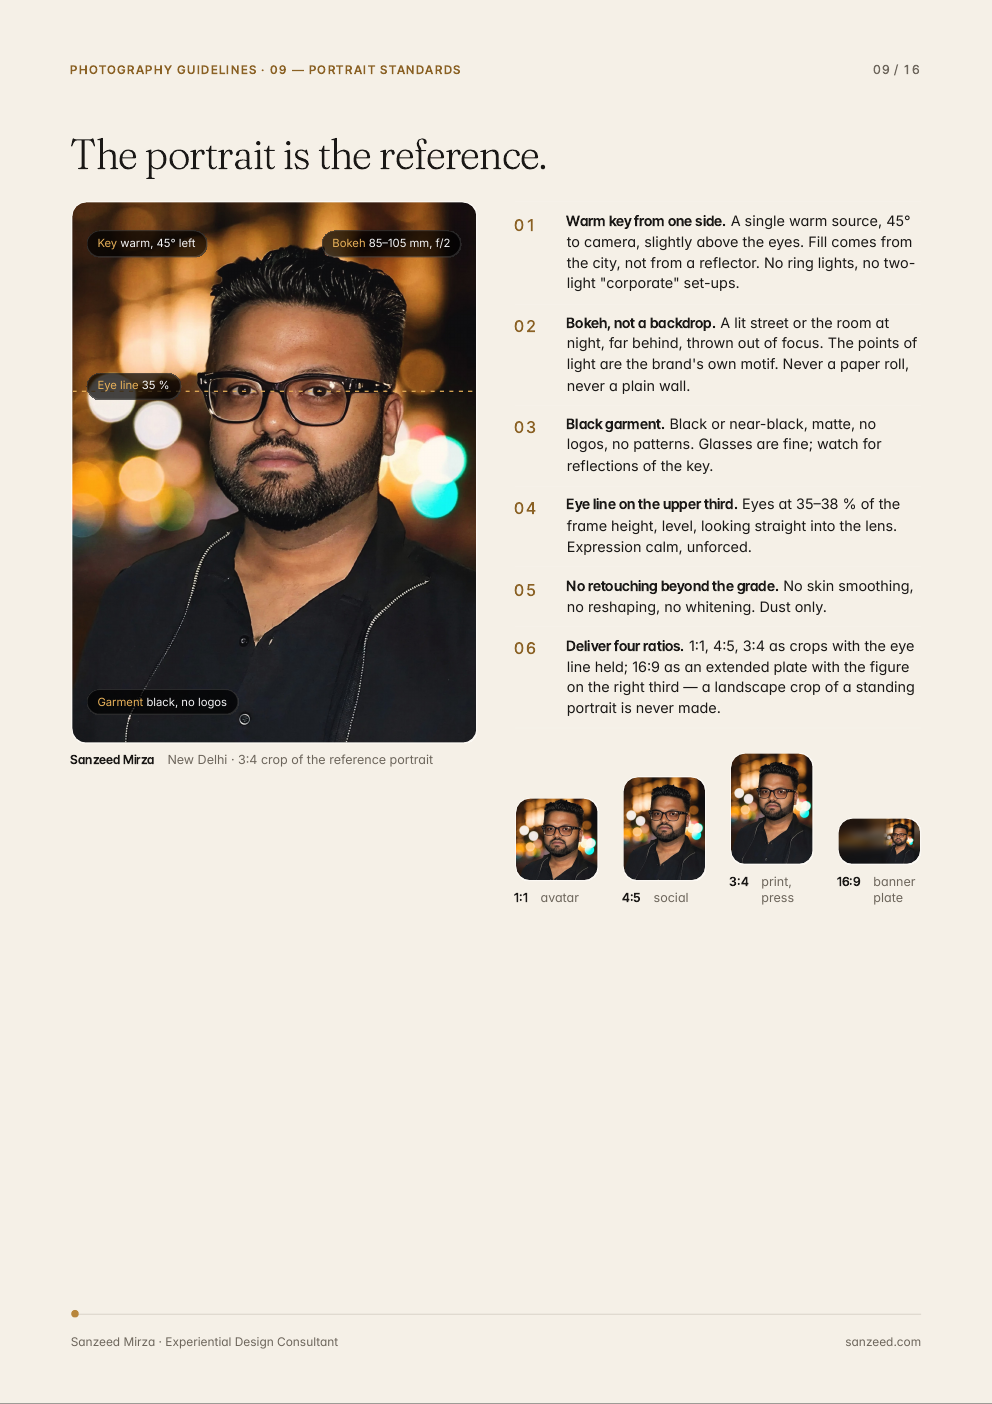 PHOTOGRAPHY GUIDELINES · 09 — PORTRAIT STANDARDS
09 / 16
The portrait is the reference.
Key warm, 45° left
Bokeh 85–105 mm, f/2
Eye line 35 %
Garment black, no logos
Sanzeed Mirza New Delhi · 3:4 crop of the reference portrait
01 Warm key from one side. A single warm source, 45°
to camera, slightly above the eyes. Fill comes from
the city, not from a reflector. No ring lights, no two-
light "corporate" set-ups.
02 Bokeh, not a backdrop. A lit street or the room at
night, far behind, thrown out of focus. The points of
light are the brand's own motif. Never a paper roll,
never a plain wall.
03 Black garment. Black or near-black, matte, no
logos, no patterns. Glasses are fine; watch for
reflections of the key.
04 Eye line on the upper third. Eyes at 35–38 % of the
frame height, level, looking straight into the lens.
Expression calm, unforced.
05 No retouching beyond the grade. No skin smoothing,
no reshaping, no whitening. Dust only.
06 Deliver four ratios. 1:1, 4:5, 3:4 as crops with the eye
line held; 16:9 as an extended plate with the figure
on the right third — a landscape crop of a standing
portrait is never made.
1:1 avatar
4:5 social
3:4 print,
press
16:9 banner
plate
Sanzeed Mirza · Experiential Design Consultant
sanzeed.com